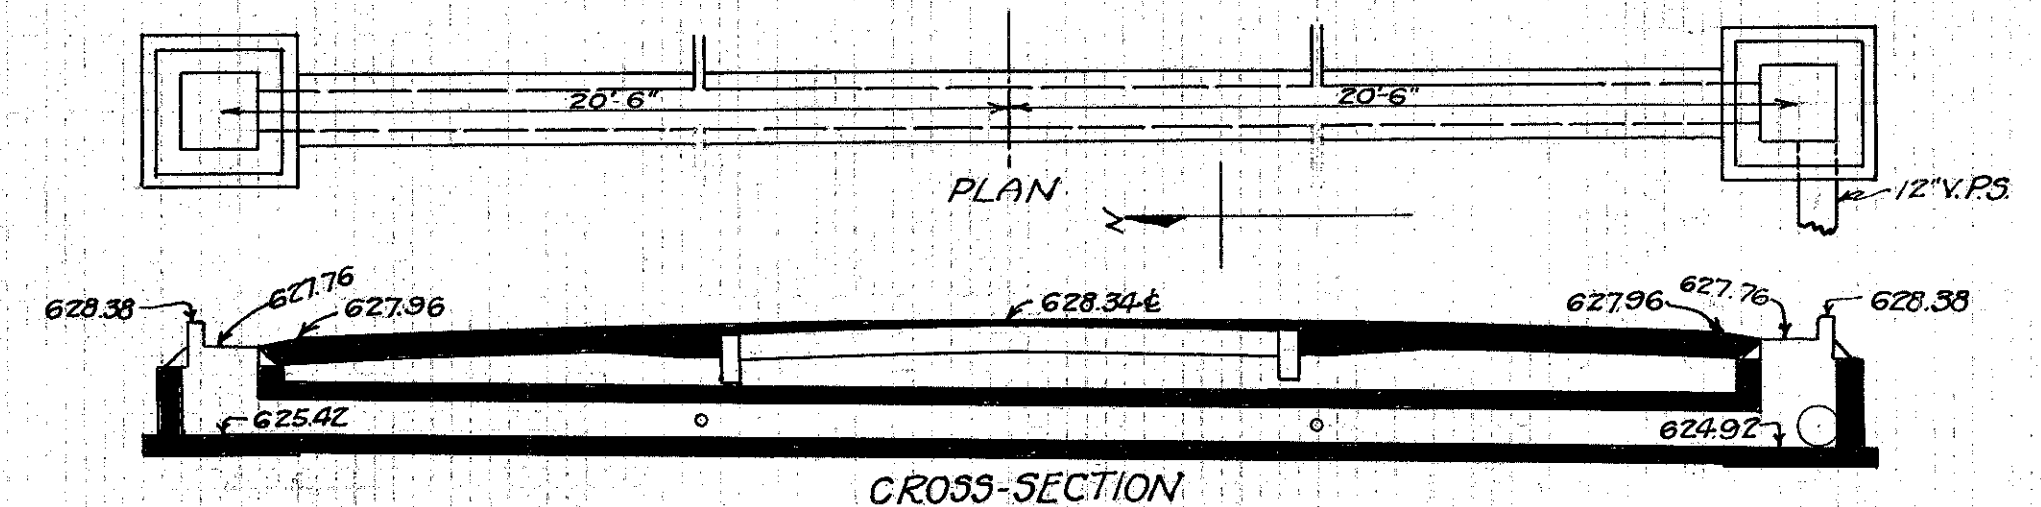 20'-6" 20'-6"
PLAN
12" V.P.S.
N
628.38 627.76 627.96 628.34 ℄ 627.96 627.76 628.38
625.42 624.92
CROSS-SECTION